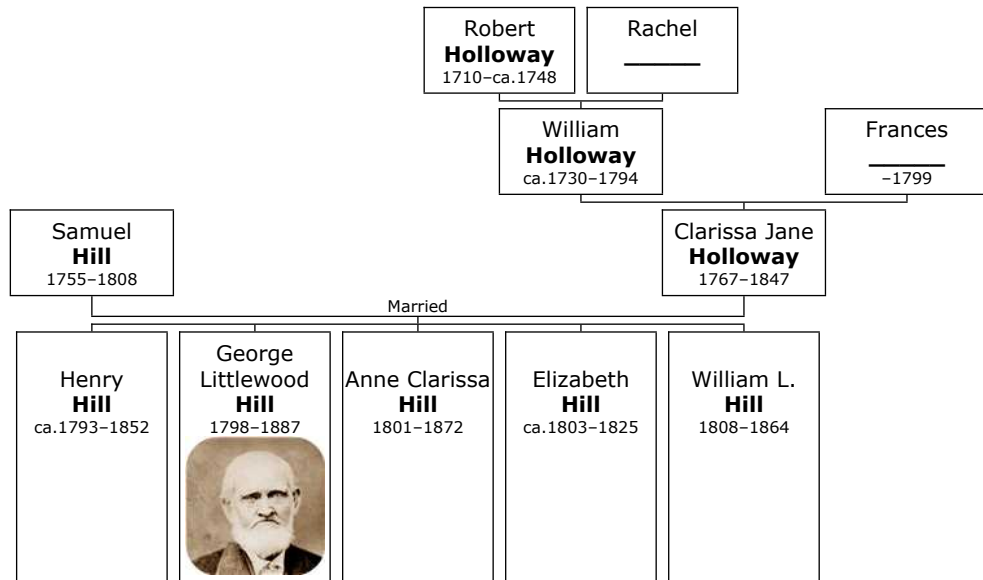 Robert
Holloway
1710–ca.1748
Rachel
______
William
Holloway
ca.1730–1794
Frances
______
–1799
Samuel
Hill
1755–1808
Clarissa Jane
Holloway
1767–1847
Married
Henry
Hill
ca.1793–1852
George
Littlewood
Hill
1798–1887
Anne Clarissa
Hill
1801–1872
Elizabeth
Hill
ca.1803–1825
William L.
Hill
1808–1864